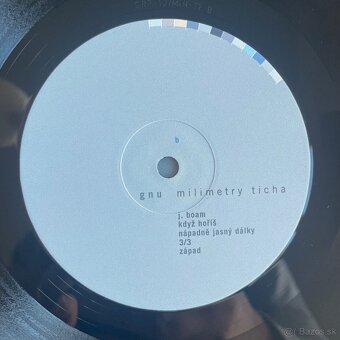 b
gnu milimetry ticha
j. boam
když hoříš
nápadně jasný dálky
3/3
západ
© Bazos.sk